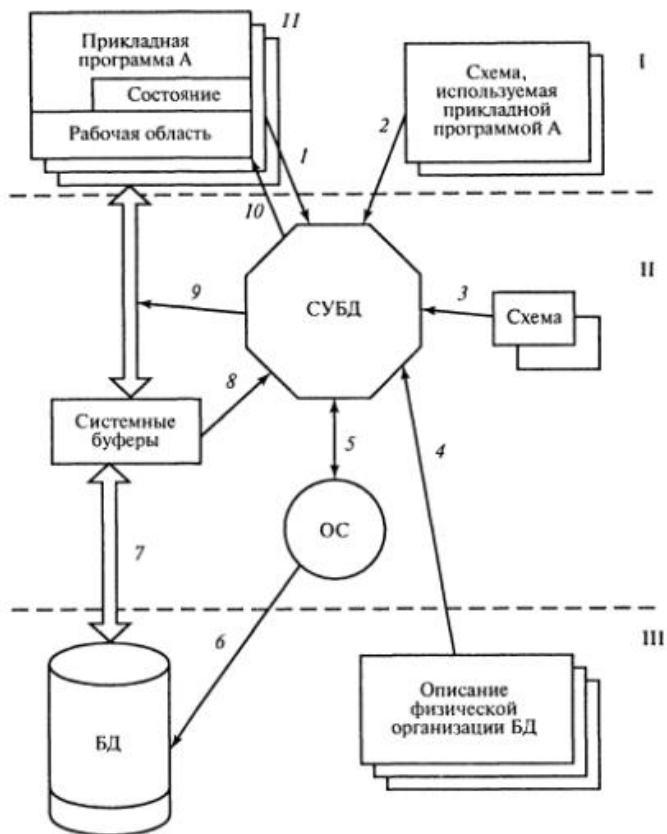 11
Прикладная
программа А
Состояние
Рабочая область
Схема,
используемая
прикладной
программой А
I
1
2
10
II
9
СУБД
3
Схема
8
Системные
буферы
5
4
ОС
7
6
III
БД
Описание
физической
организации БД